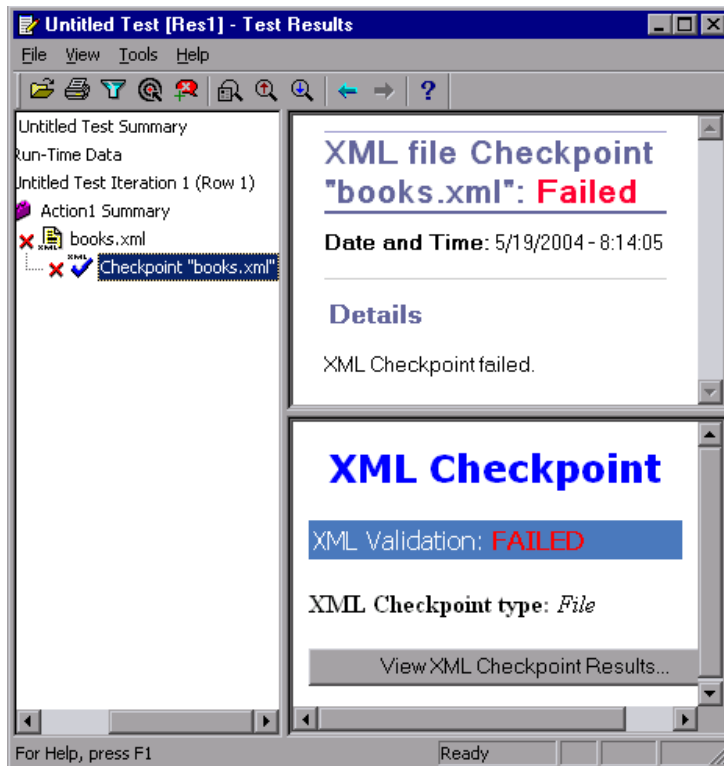 Untitled Test [Res1] - Test Results
File View Tools Help
?
Untitled Test Summary
Run-Time Data
Untitled Test Iteration 1 (Row 1)
Action1 Summary
XML
books.xml
XML
Checkpoint "books.xml"
XML file Checkpoint
"books.xml": Failed
Date and Time: 5/19/2004 - 8:14:05
Details
XML Checkpoint failed.
XML Checkpoint
XML Validation: FAILED
XML Checkpoint type: File
View XML Checkpoint Results...
For Help, press F1
Ready